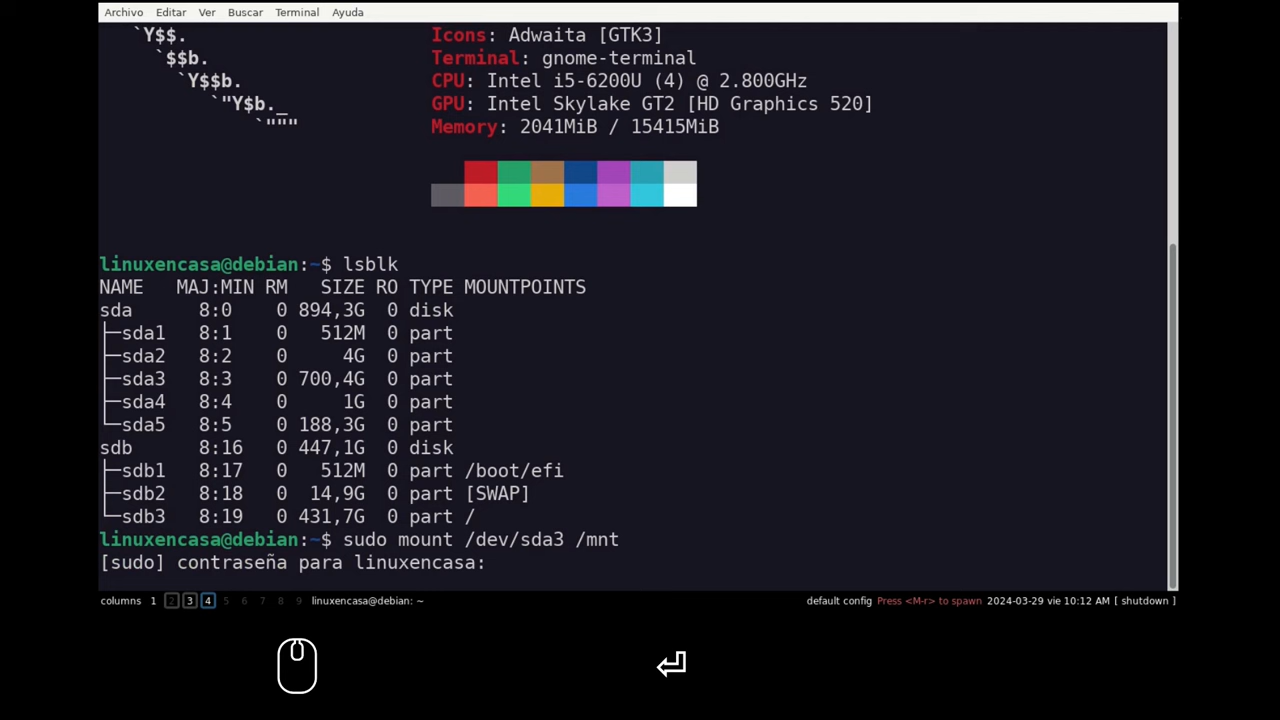 Archivo Editar Ver Buscar Terminal Ayuda
`Y$$. Icons: Adwaita [GTK3]
`$$b. Terminal: gnome-terminal
`Y$$b. CPU: Intel i5-6200U (4) @ 2.800GHz
`"Y$b._ GPU: Intel Skylake GT2 [HD Graphics 520]
`""" Memory: 2041MiB / 15415MiB
linuxencasa@debian:~$ lsblk
NAME MAJ:MIN RM SIZE RO TYPE MOUNTPOINTS
sda 8:0 0 894,3G 0 disk
├─sda1 8:1 0 512M 0 part
├─sda2 8:2 0 4G 0 part
├─sda3 8:3 0 700,4G 0 part
├─sda4 8:4 0 1G 0 part
└─sda5 8:5 0 188,3G 0 part
sdb 8:16 0 447,1G 0 disk
├─sdb1 8:17 0 512M 0 part /boot/efi
├─sdb2 8:18 0 14,9G 0 part [SWAP]
└─sdb3 8:19 0 431,7G 0 part /
linuxencasa@debian:~$ sudo mount /dev/sda3 /mnt
[sudo] contraseña para linuxencasa:
columns 1 2 3 4 5 6 7 8 9 linuxencasa@debian: ~ default config Press <M-r> to spawn 2024-03-29 vie 10:12 AM [ shutdown ]